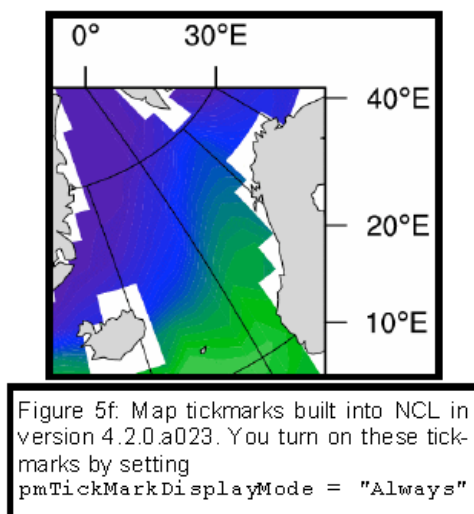 0° 30°E
40°E
20°E
10°E
Figure 5f: Map tickmarks built into NCL in
version 4.2.0.a023. You turn on these tick-
marks by setting
pmTickMarkDisplayMode = "Always"